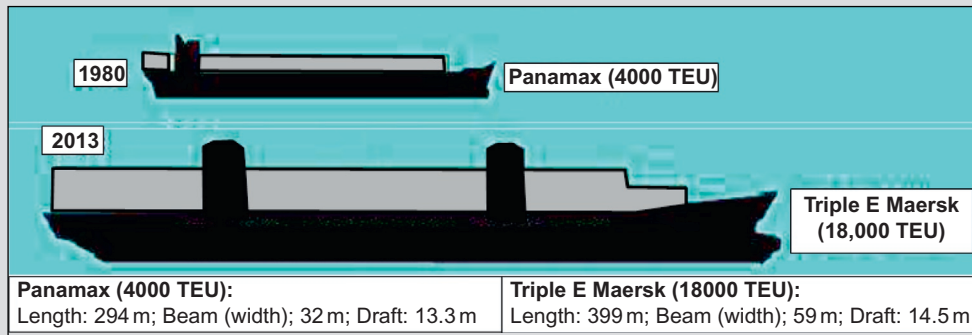 1980
Panamax (4000 TEU)
2013
Triple E Maersk
(18,000 TEU)
Panamax (4000 TEU):
Length: 294 m; Beam (width); 32 m; Draft: 13.3 m
Triple E Maersk (18000 TEU):
Length: 399 m; Beam (width); 59 m; Draft: 14.5 m